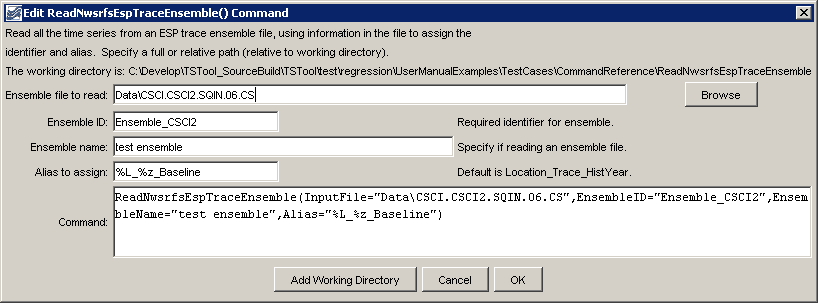 Edit ReadNwsrfsEspTraceEnsemble() Command
Read all the time series from an ESP trace ensemble file, using information in the file to assign the
identifier and alias.  Specify a full or relative path (relative to working directory).
The working directory is: C:\Develop\TSTool_SourceBuild\TSTool\test\regression\UserManualExamples\TestCases\CommandReference\ReadNwsrfsEspTraceEnsemble
Ensemble file to read: Data\CSCI.CSCI2.SQIN.06.CS Browse
Ensemble ID: Ensemble_CSCI2 Required identifier for ensemble.
Ensemble name: test ensemble Specify if reading an ensemble file.
Alias to assign: %L_%z_Baseline Default is Location_Trace_HistYear.
Command: ReadNwsrfsEspTraceEnsemble(InputFile="Data\CSCI.CSCI2.SQIN.06.CS",EnsembleID="Ensemble_CSCI2",Ensem
bleName="test ensemble",Alias="%L_%z_Baseline")
Add Working Directory Cancel OK